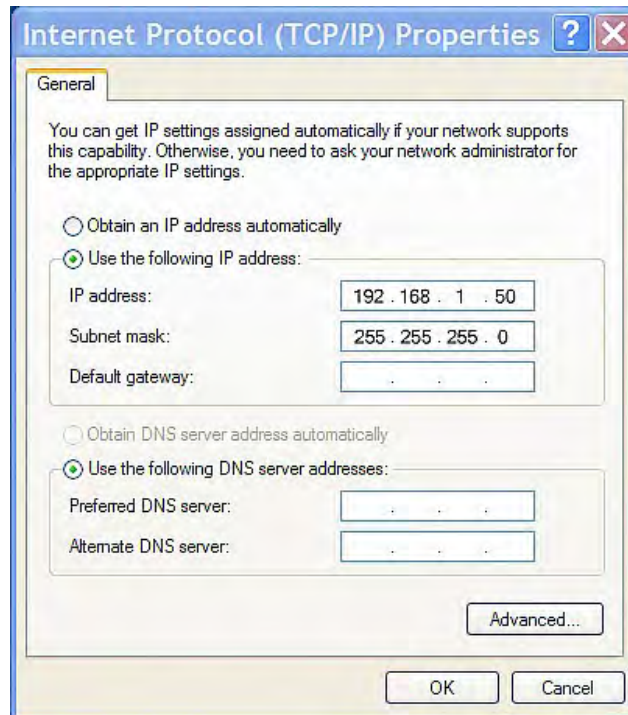 Internet Protocol (TCP/IP) Properties ? X
General
You can get IP settings assigned automatically if your network supports
this capability. Otherwise, you need to ask your network administrator for
the appropriate IP settings.
Obtain an IP address automatically
Use the following IP address:
IP address: 192 . 168 . 1 . 50
Subnet mask: 255 . 255 . 255 . 0
Default gateway: . . .
Obtain DNS server address automatically
Use the following DNS server addresses:
Preferred DNS server: . . .
Alternate DNS server: . . .
Advanced...
OK Cancel